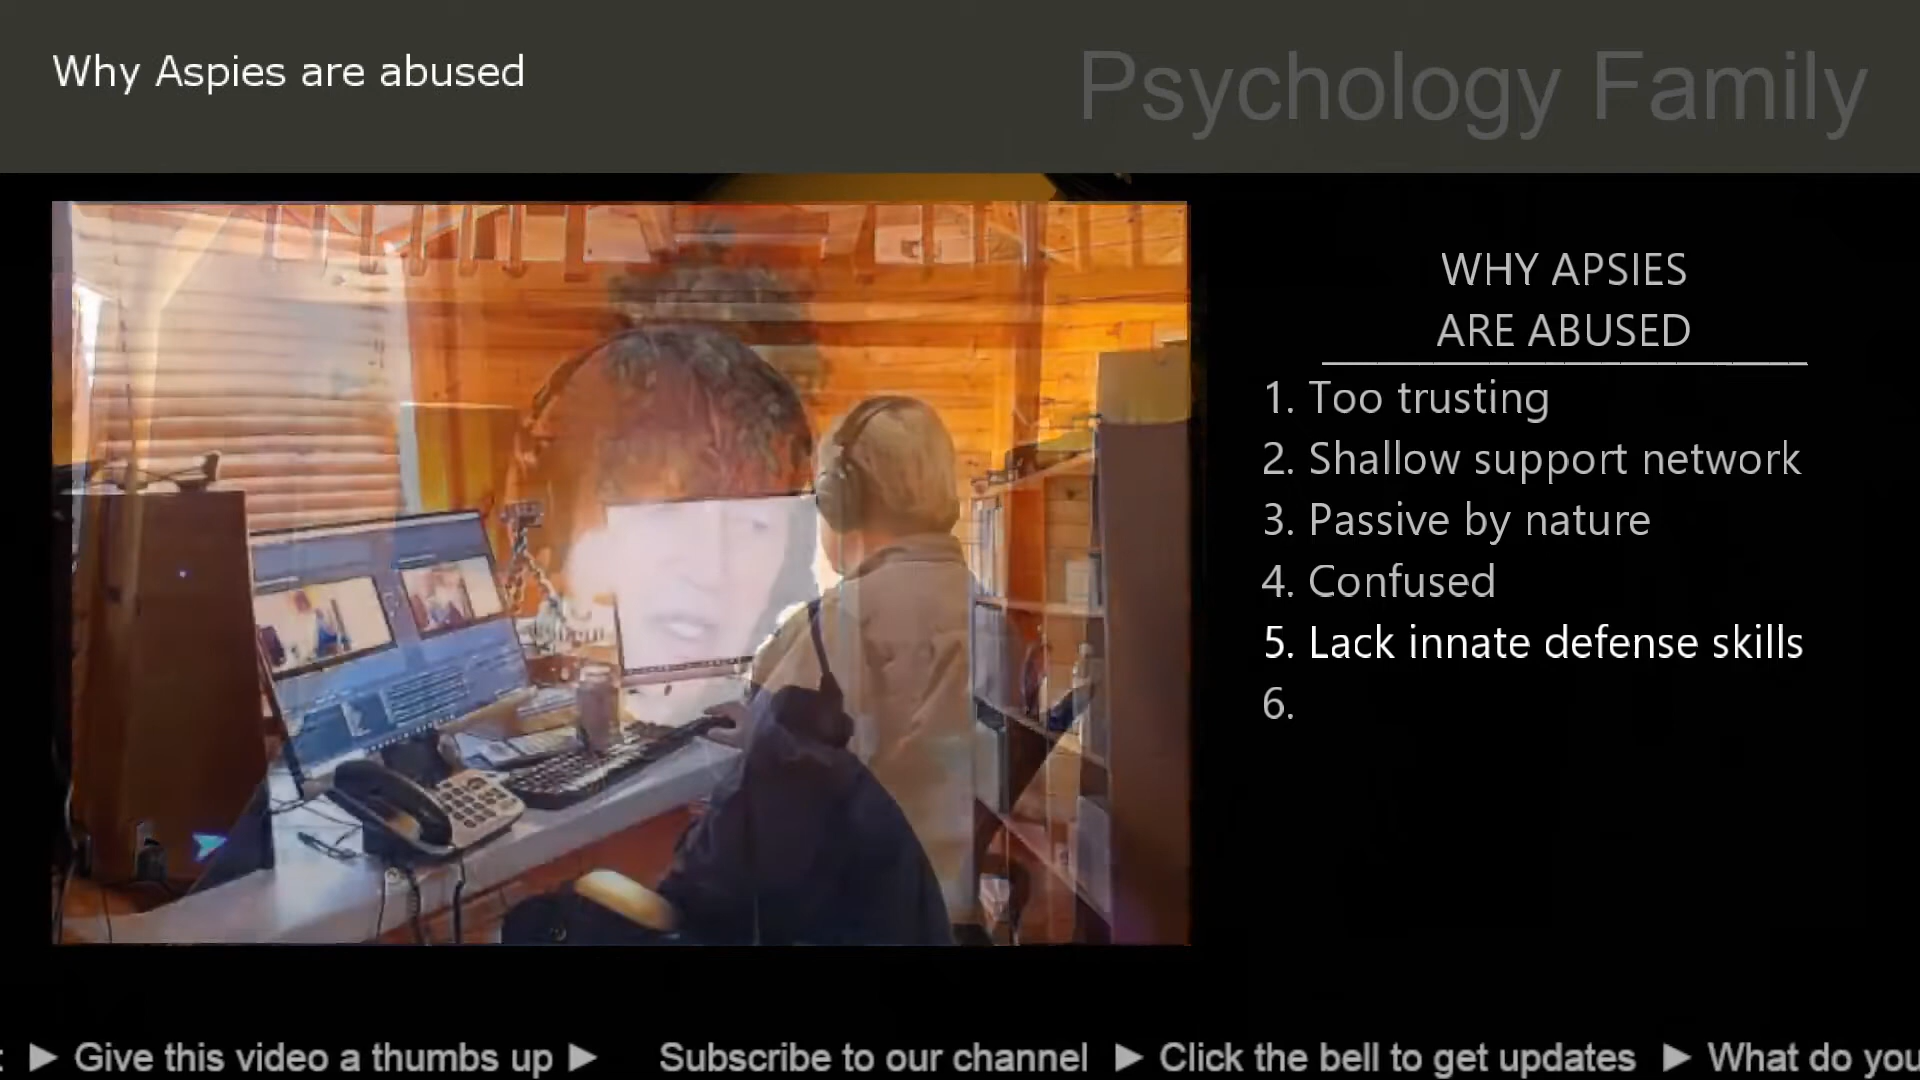 Why Aspies are abused
Psychology Family
WHY APSIES
ARE ABUSED
1. Too trusting
2. Shallow support network
3. Passive by nature
4. Confused
5. Lack innate defense skills
6.
► Give this video a thumbs up ► Subscribe to our channel ► Click the bell to get updates ► What do you